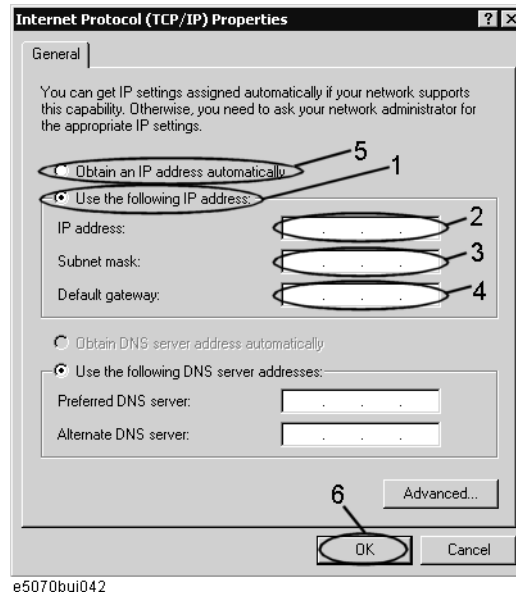 Internet Protocol (TCP/IP) Properties
General
You can get IP settings assigned automatically if your network supports
this capability. Otherwise, you need to ask your network administrator for
the appropriate IP settings.
5
Obtain an IP address automatically
1
Use the following IP address:
IP address:
2
Subnet mask:
3
Default gateway:
4
Obtain DNS server address automatically
Use the following DNS server addresses:
Preferred DNS server:
Alternate DNS server:
6
Advanced...
OK
Cancel
e5070bui042